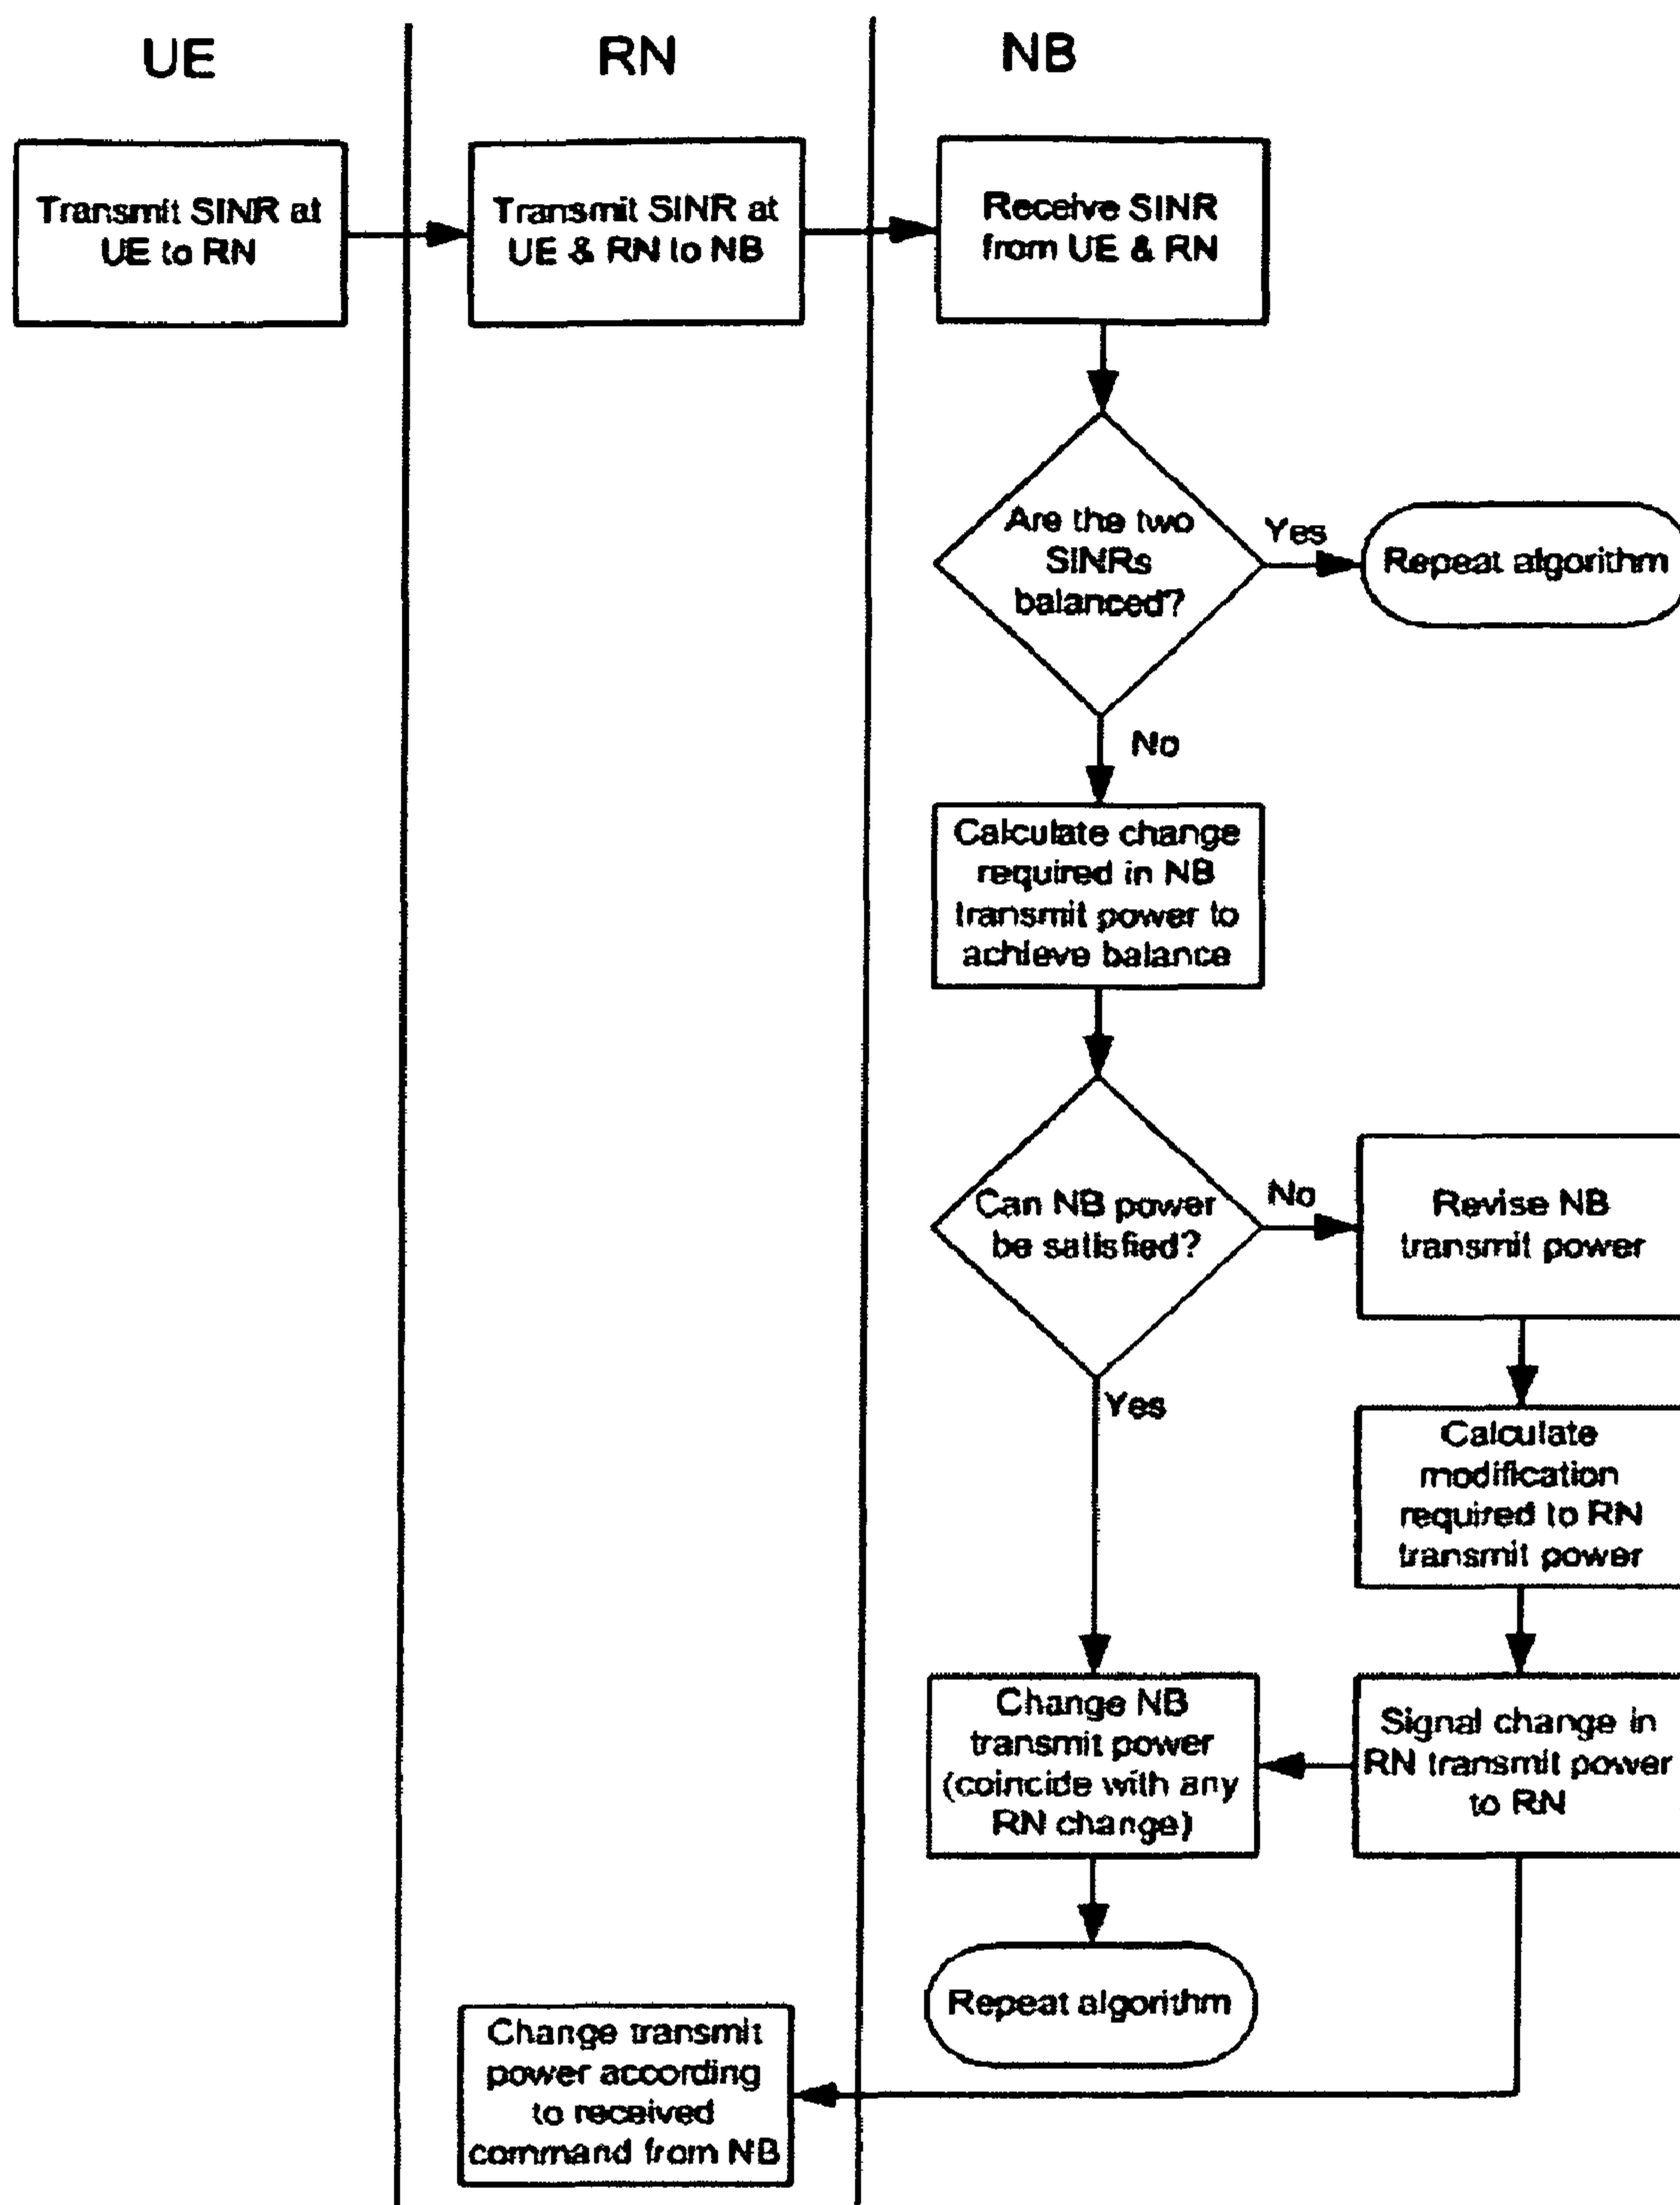 UE
RN
NB
Transmit SINR at
UE to RN
Transmit SINR at
UE & RN to NB
Receive SINR
from UE & RN
Are the two
SINRs
balanced?
Yes
Repeat algorithm
No
Calculate change
required in NB
transmit power to
achieve balance
Can NB power
be satisfied?
No
Revise NB
transmit power
Yes
Calculate
modification
required to RN
transmit power
Change NB
transmit power
(coincide with any
RN change)
Signal change in
RN transmit power
to RN
Repeat algorithm
Change transmit
power according
to received
command from NB